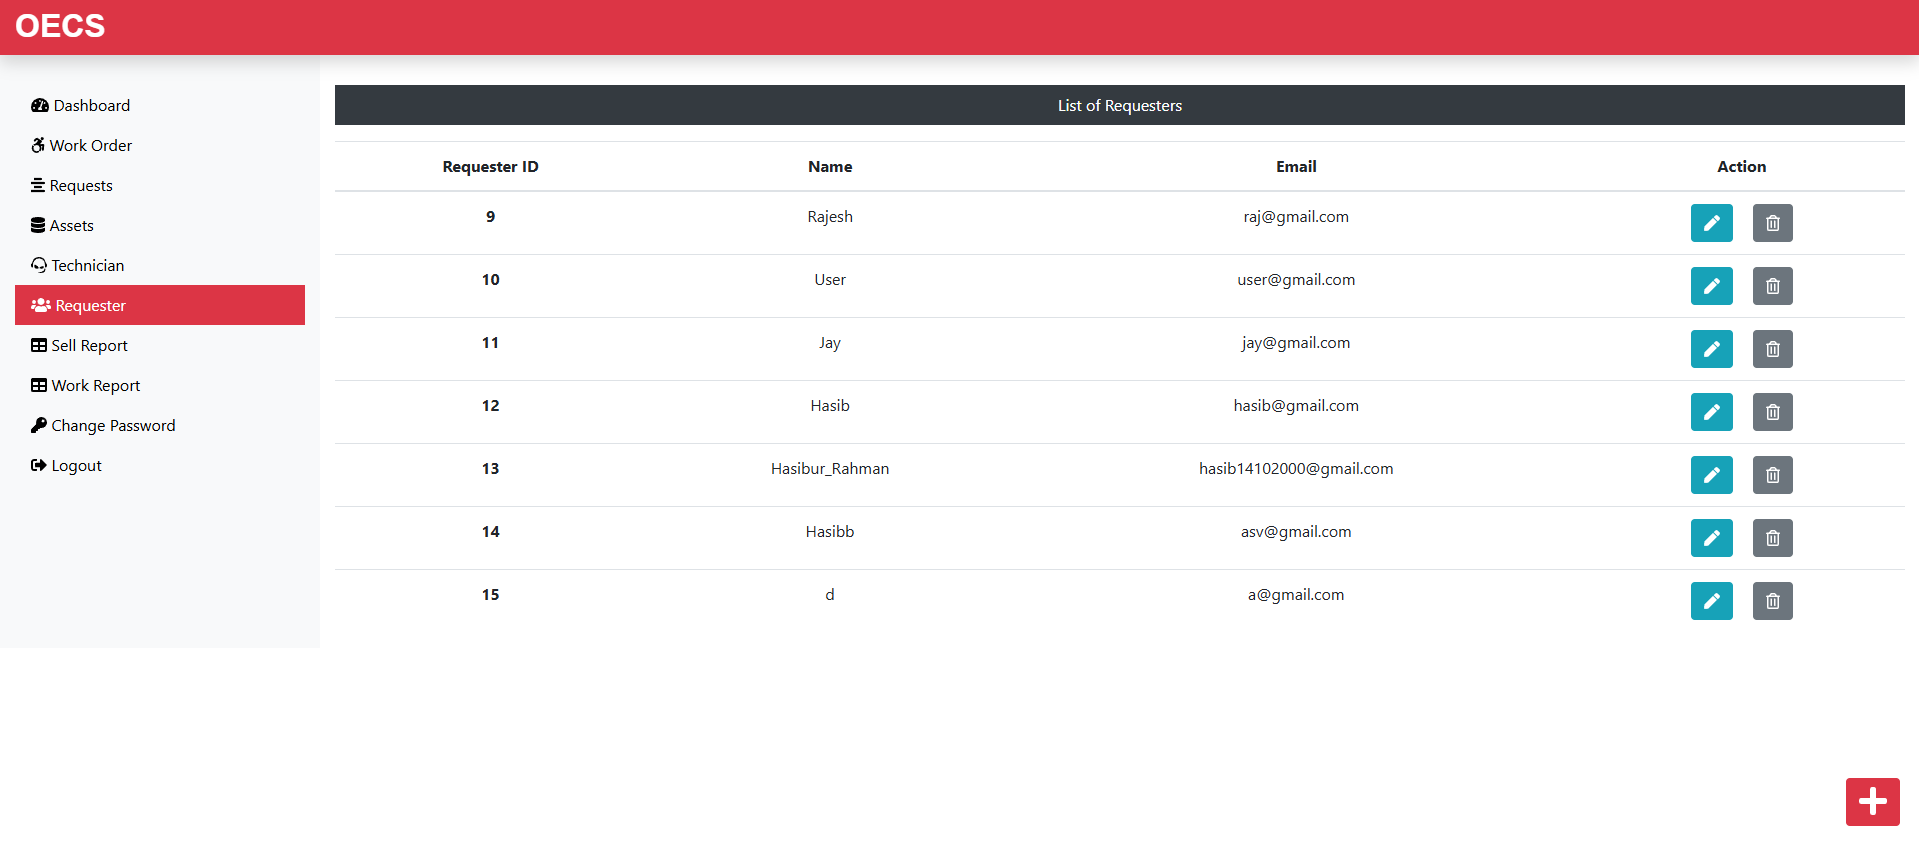 OECS
Dashboard
Work Order
Requests
Assets
Technician
Requester
Sell Report
Work Report
Change Password
Logout
List of Requesters
Requester ID Name Email Action
9 Rajesh raj@gmail.com
10 User user@gmail.com
11 Jay jay@gmail.com
12 Hasib hasib@gmail.com
13 Hasibur_Rahman hasib14102000@gmail.com
14 Hasibb asv@gmail.com
15 d a@gmail.com